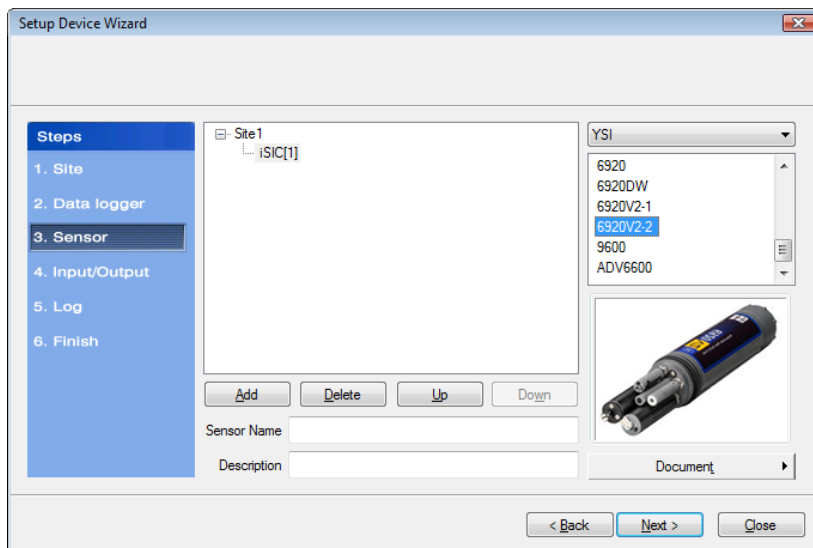 Setup Device Wizard
Steps
1. Site
2. Data logger
3. Sensor
4. Input/Output
5. Log
6. Finish
Site1
iSIC[1]
Add Delete Up Down
Sensor Name
Description
YSI
6920
6920DW
6920V2-1
6920V2-2
9600
ADV6600
Document
< Back Next > Close